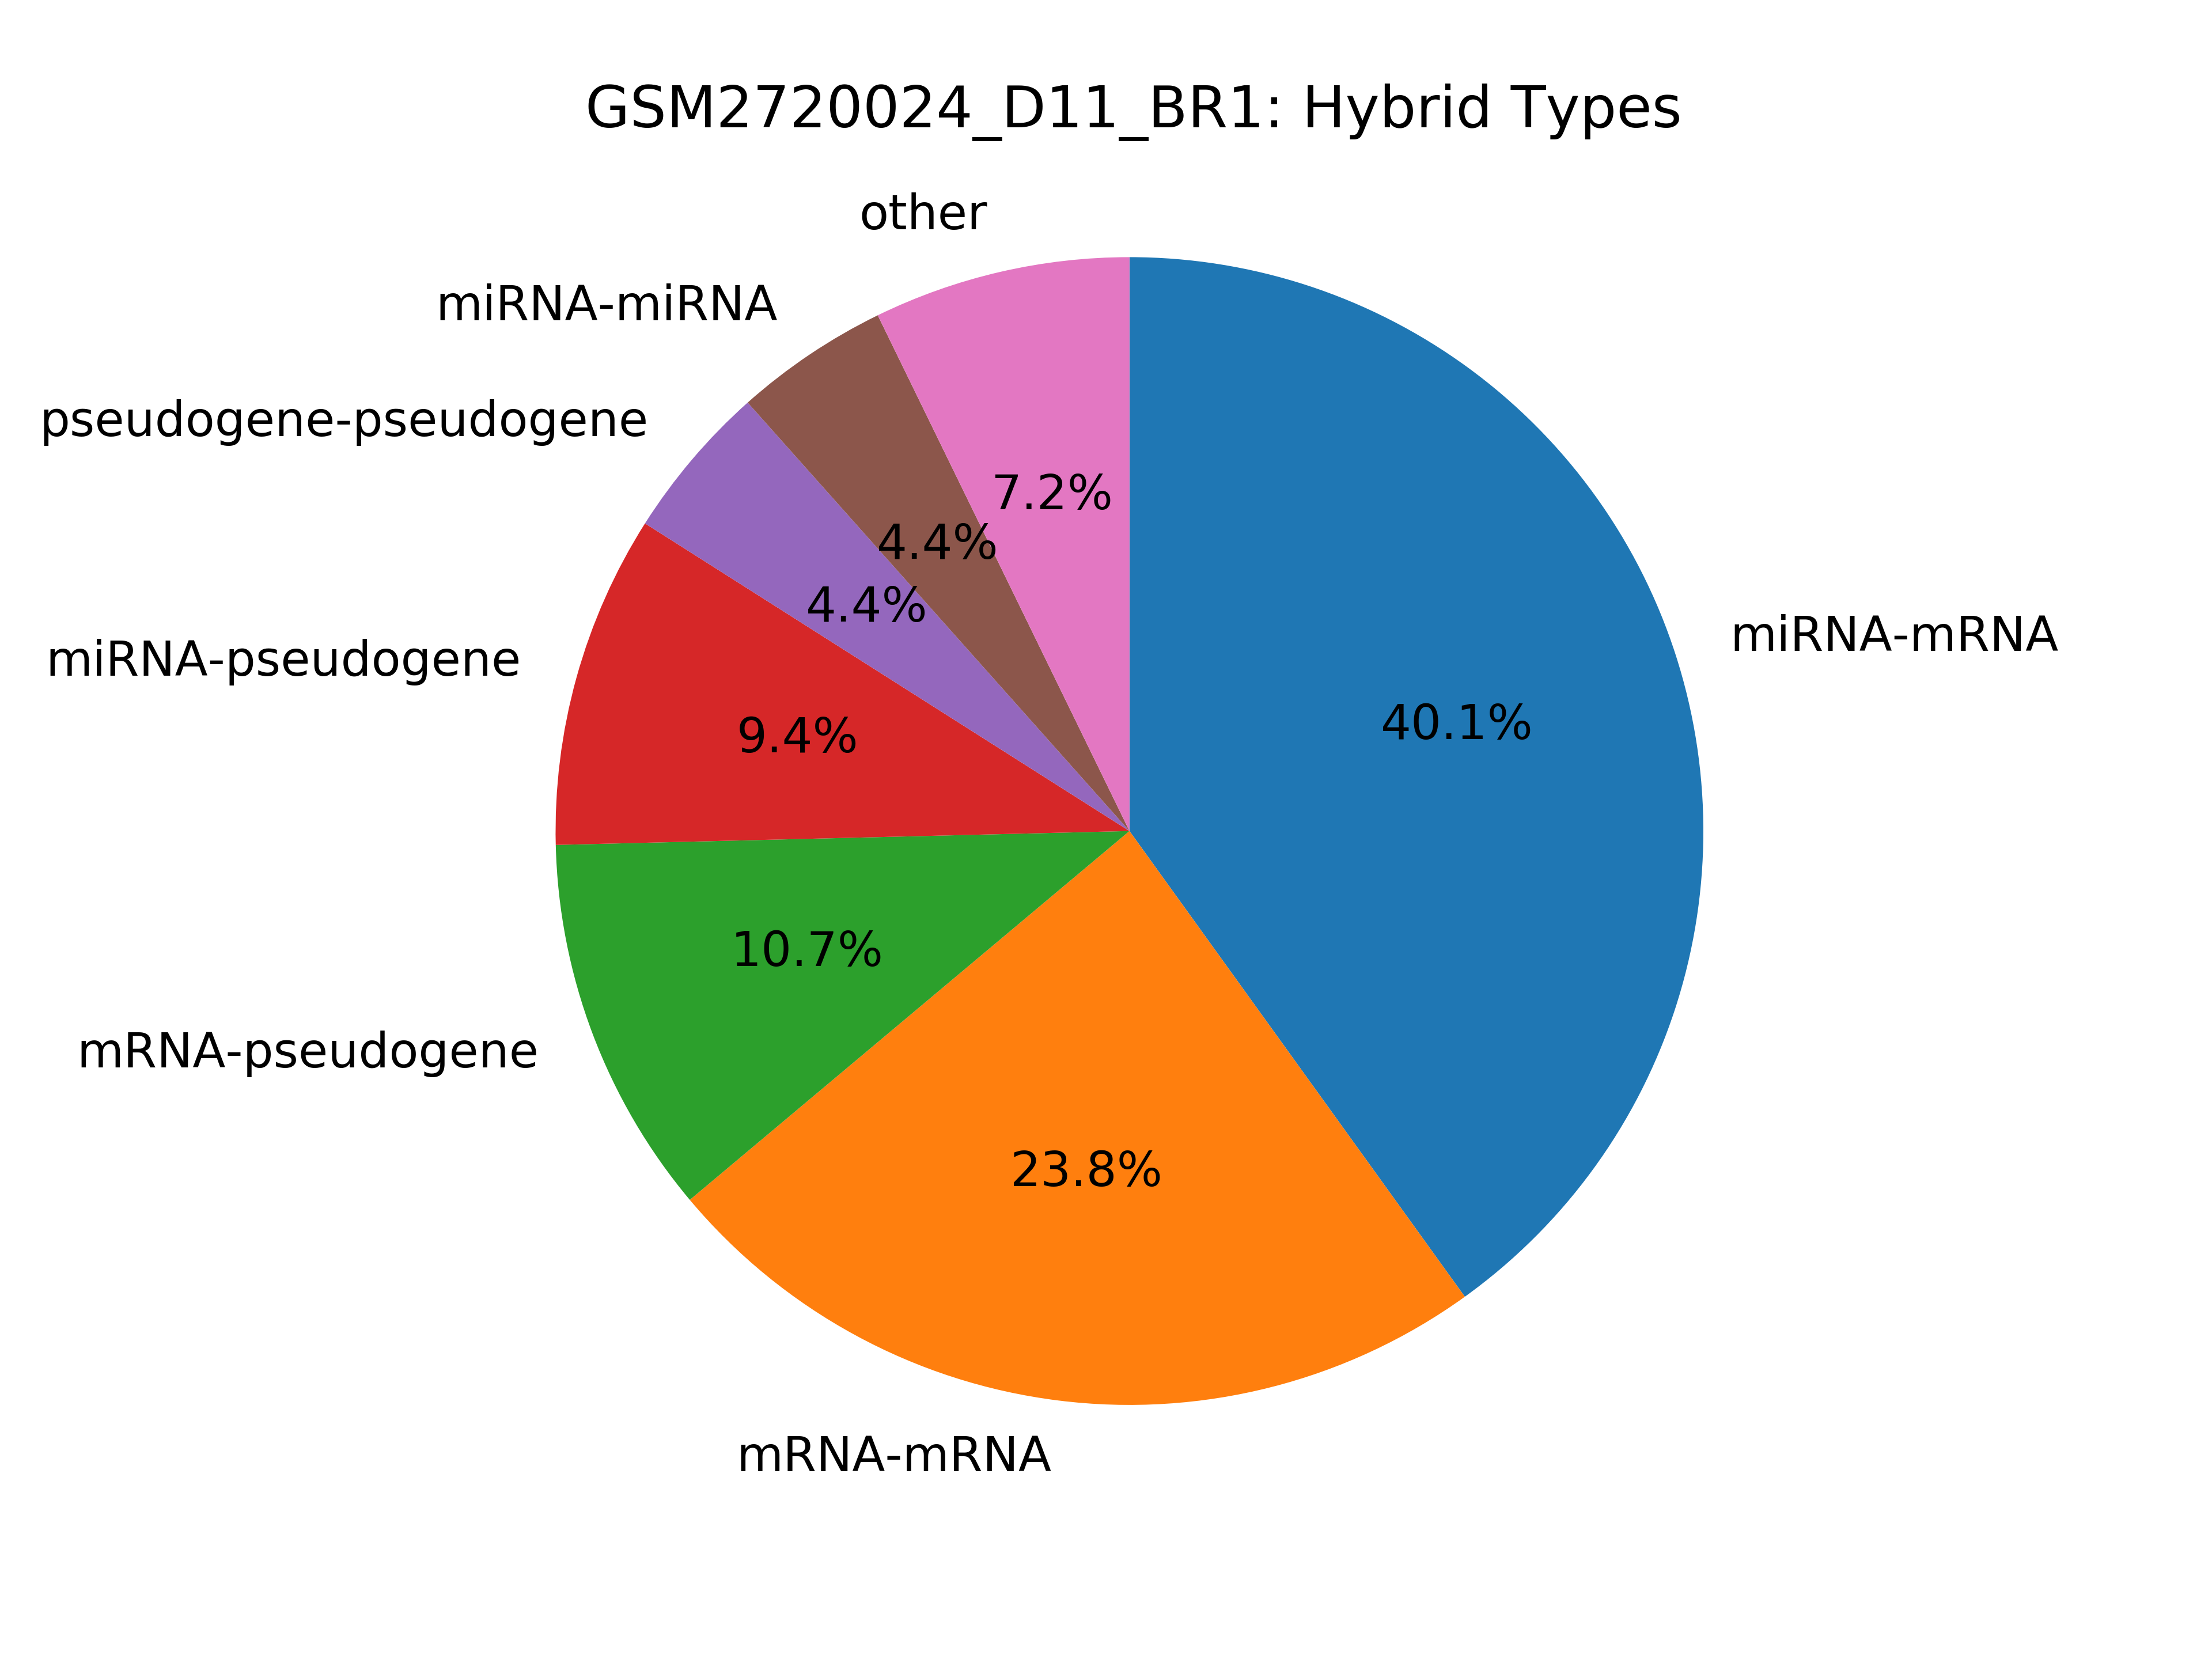 GSM2720024_D11_BR1: Hybrid Types
other
miRNA-miRNA
pseudogene-pseudogene
7.2%
4.4%
4.4%
miRNA-mRNA
miRNA-pseudogene
40.1%
9.4%
10.7%
mRNA-pseudogene
23.8%
mRNA-mRNA